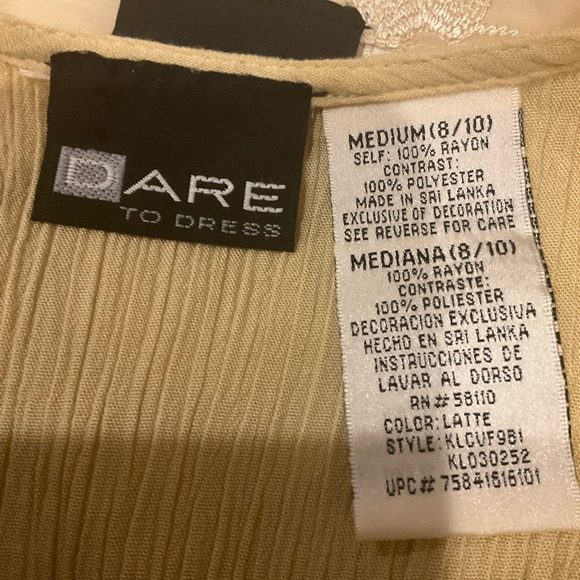 DARE
TO DRESS
MEDIUM(8/10)
SELF: 100% RAYON
CONTRAST:
100% POLYESTER
MADE IN SRI LANKA
EXCLUSIVE OF DECORATION
SEE REVERSE FOR CARE
MEDIANA(8/10)
100% RAYON
CONTRASTE:
100% POLIESTER
DECORACION EXCLUSIVA
HECHO EN SRI LANKA
INSTRUCCIONES DE
LAVAR AL DORSO
RN#58110
COLOR:LATTE
STYLE:KLCVF981
KL030252
UPC# 75841616101